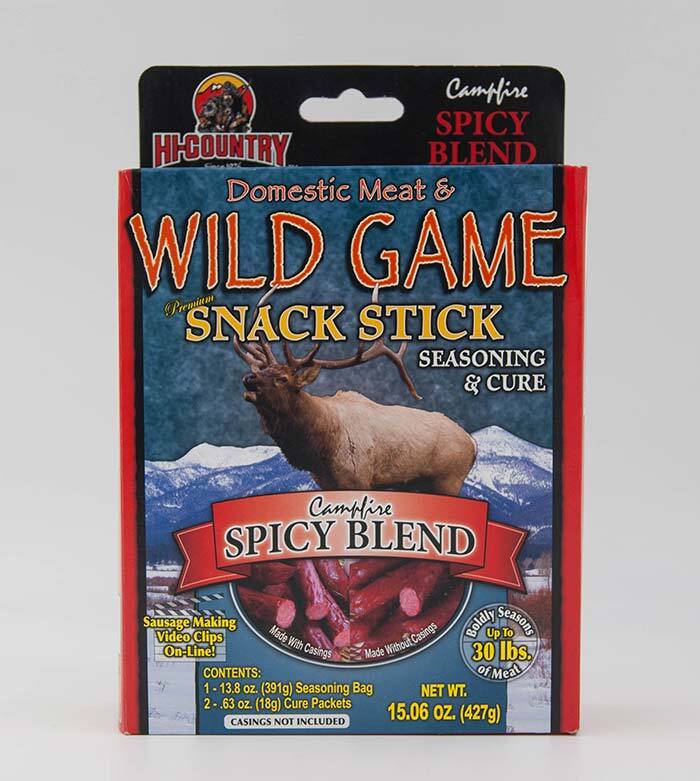 Campfire
SPICY
BLEND
HI-COUNTRY
Since 1976
Domestic Meat &
WILD GAME
Premium
SNACK STICK
SEASONING
& CURE
Campfire
SPICY BLEND
Made With Casings
Made Without Casings
Sausage Making
Video Clips
On-Line!
Boldly Seasons
Up To
30 lbs.
of Meat
CONTENTS:
1 - 13.8 oz. (391g) Seasoning Bag
2 - .63 oz. (18g) Cure Packets
CASINGS NOT INCLUDED
NET WT.
15.06 oz. (427g)